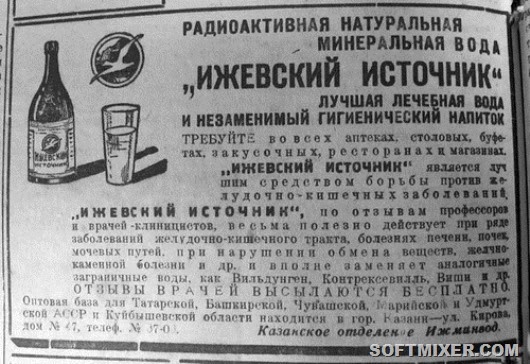 РАДИОАКТИВНАЯ НАТУРАЛЬНАЯ
МИНЕРАЛЬНАЯ ВОДА
„ИЖЕВСКИЙ ИСТОЧНИК“
ЛУЧШАЯ ЛЕЧЕБНАЯ ВОДА
И НЕЗАМЕНИМЫЙ ГИГИЕНИЧЕСКИЙ НАПИТОК
ТРЕБУЙТЕ во всех аптеках, столовых, буфе-
тах, закусочных, ресторанах и магазинах.
„ИЖЕВСКИЙ ИСТОЧНИК“ является луч
шим средством борьбы против же-
лудочно-кишечных заболеваний.
„ИЖЕВСКИЙ ИСТОЧНИК“, по отзывам профессоров
и врачей-клиницистов, весьма полезно действует при ряде
заболеваний желудочно-кишечного тракта, болезнях печени, почек,
мочевых путей, при нарушении обмена веществ, желчно-
каменной болезни и др. и вполне заменяет аналогичные
заграничные воды, как Вильдунген, Контрексевилль, Виши и др.
ОТЗЫВЫ ВРАЧЕЙ ВЫСЫЛАЮТСЯ БЕСПЛАТНО.
Оптовая база для Татарской, Башкирской, Чувашской, Марийской и Удмурт-
ской АССР и Куйбышевской области находится в гор. Казани—ул. Кирова,
дом № телеф. №
Казанское отделение Ижминвод.
ИЖЕВСКИЙ
ИСТОЧНИК
SOFTMIXER.COM